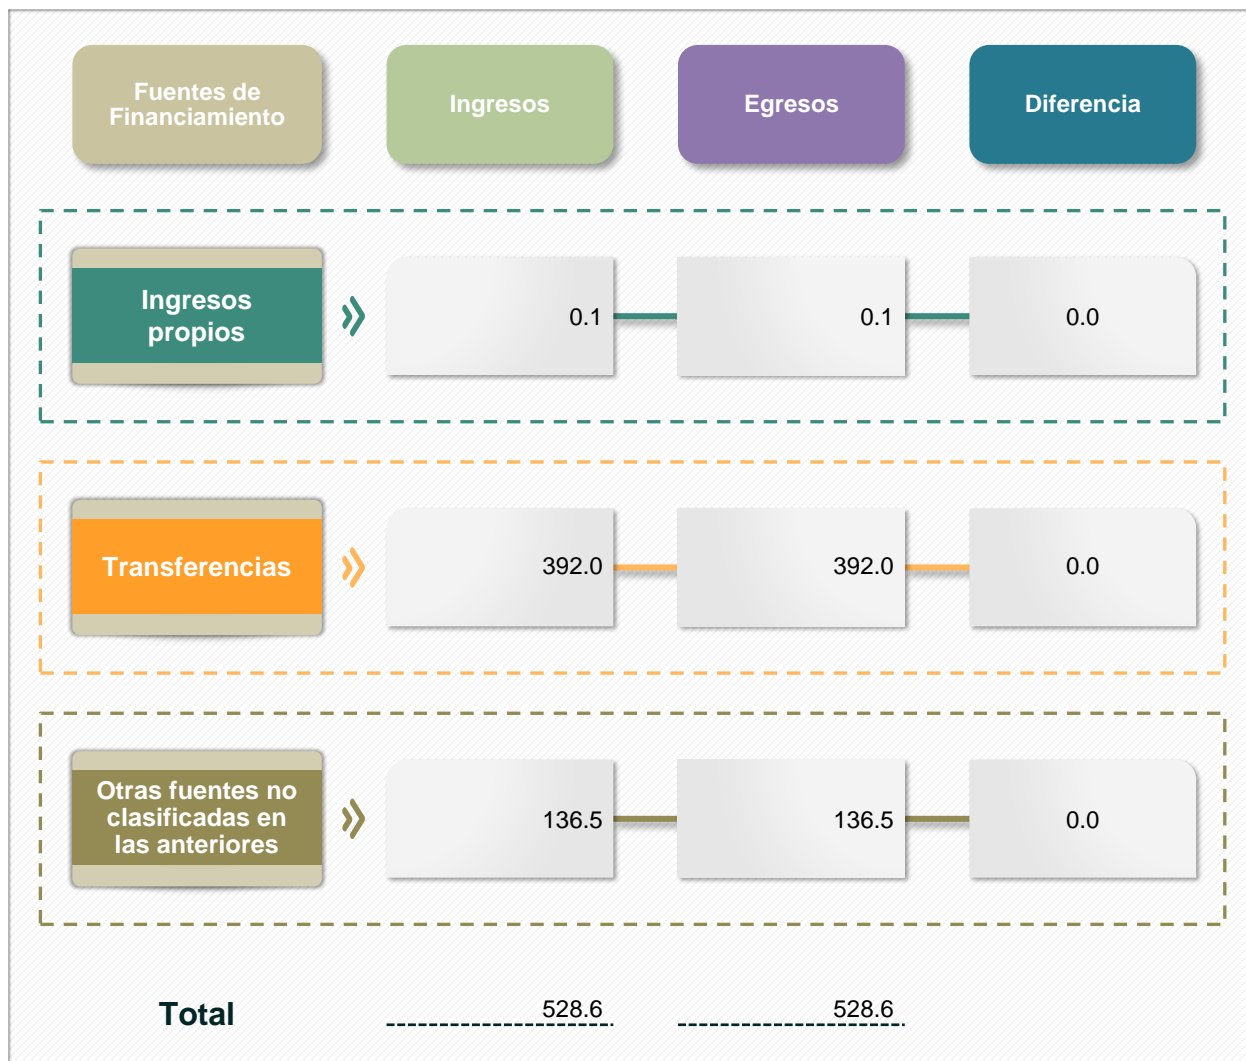 Fuentes de
Financiamiento
Ingresos
Egresos
Diferencia
Ingresos
propios
0.1
0.1
0.0
Transferencias
392.0
392.0
0.0
Otras fuentes no
clasificadas en
las anteriores
136.5
136.5
0.0
Total
528.6
528.6